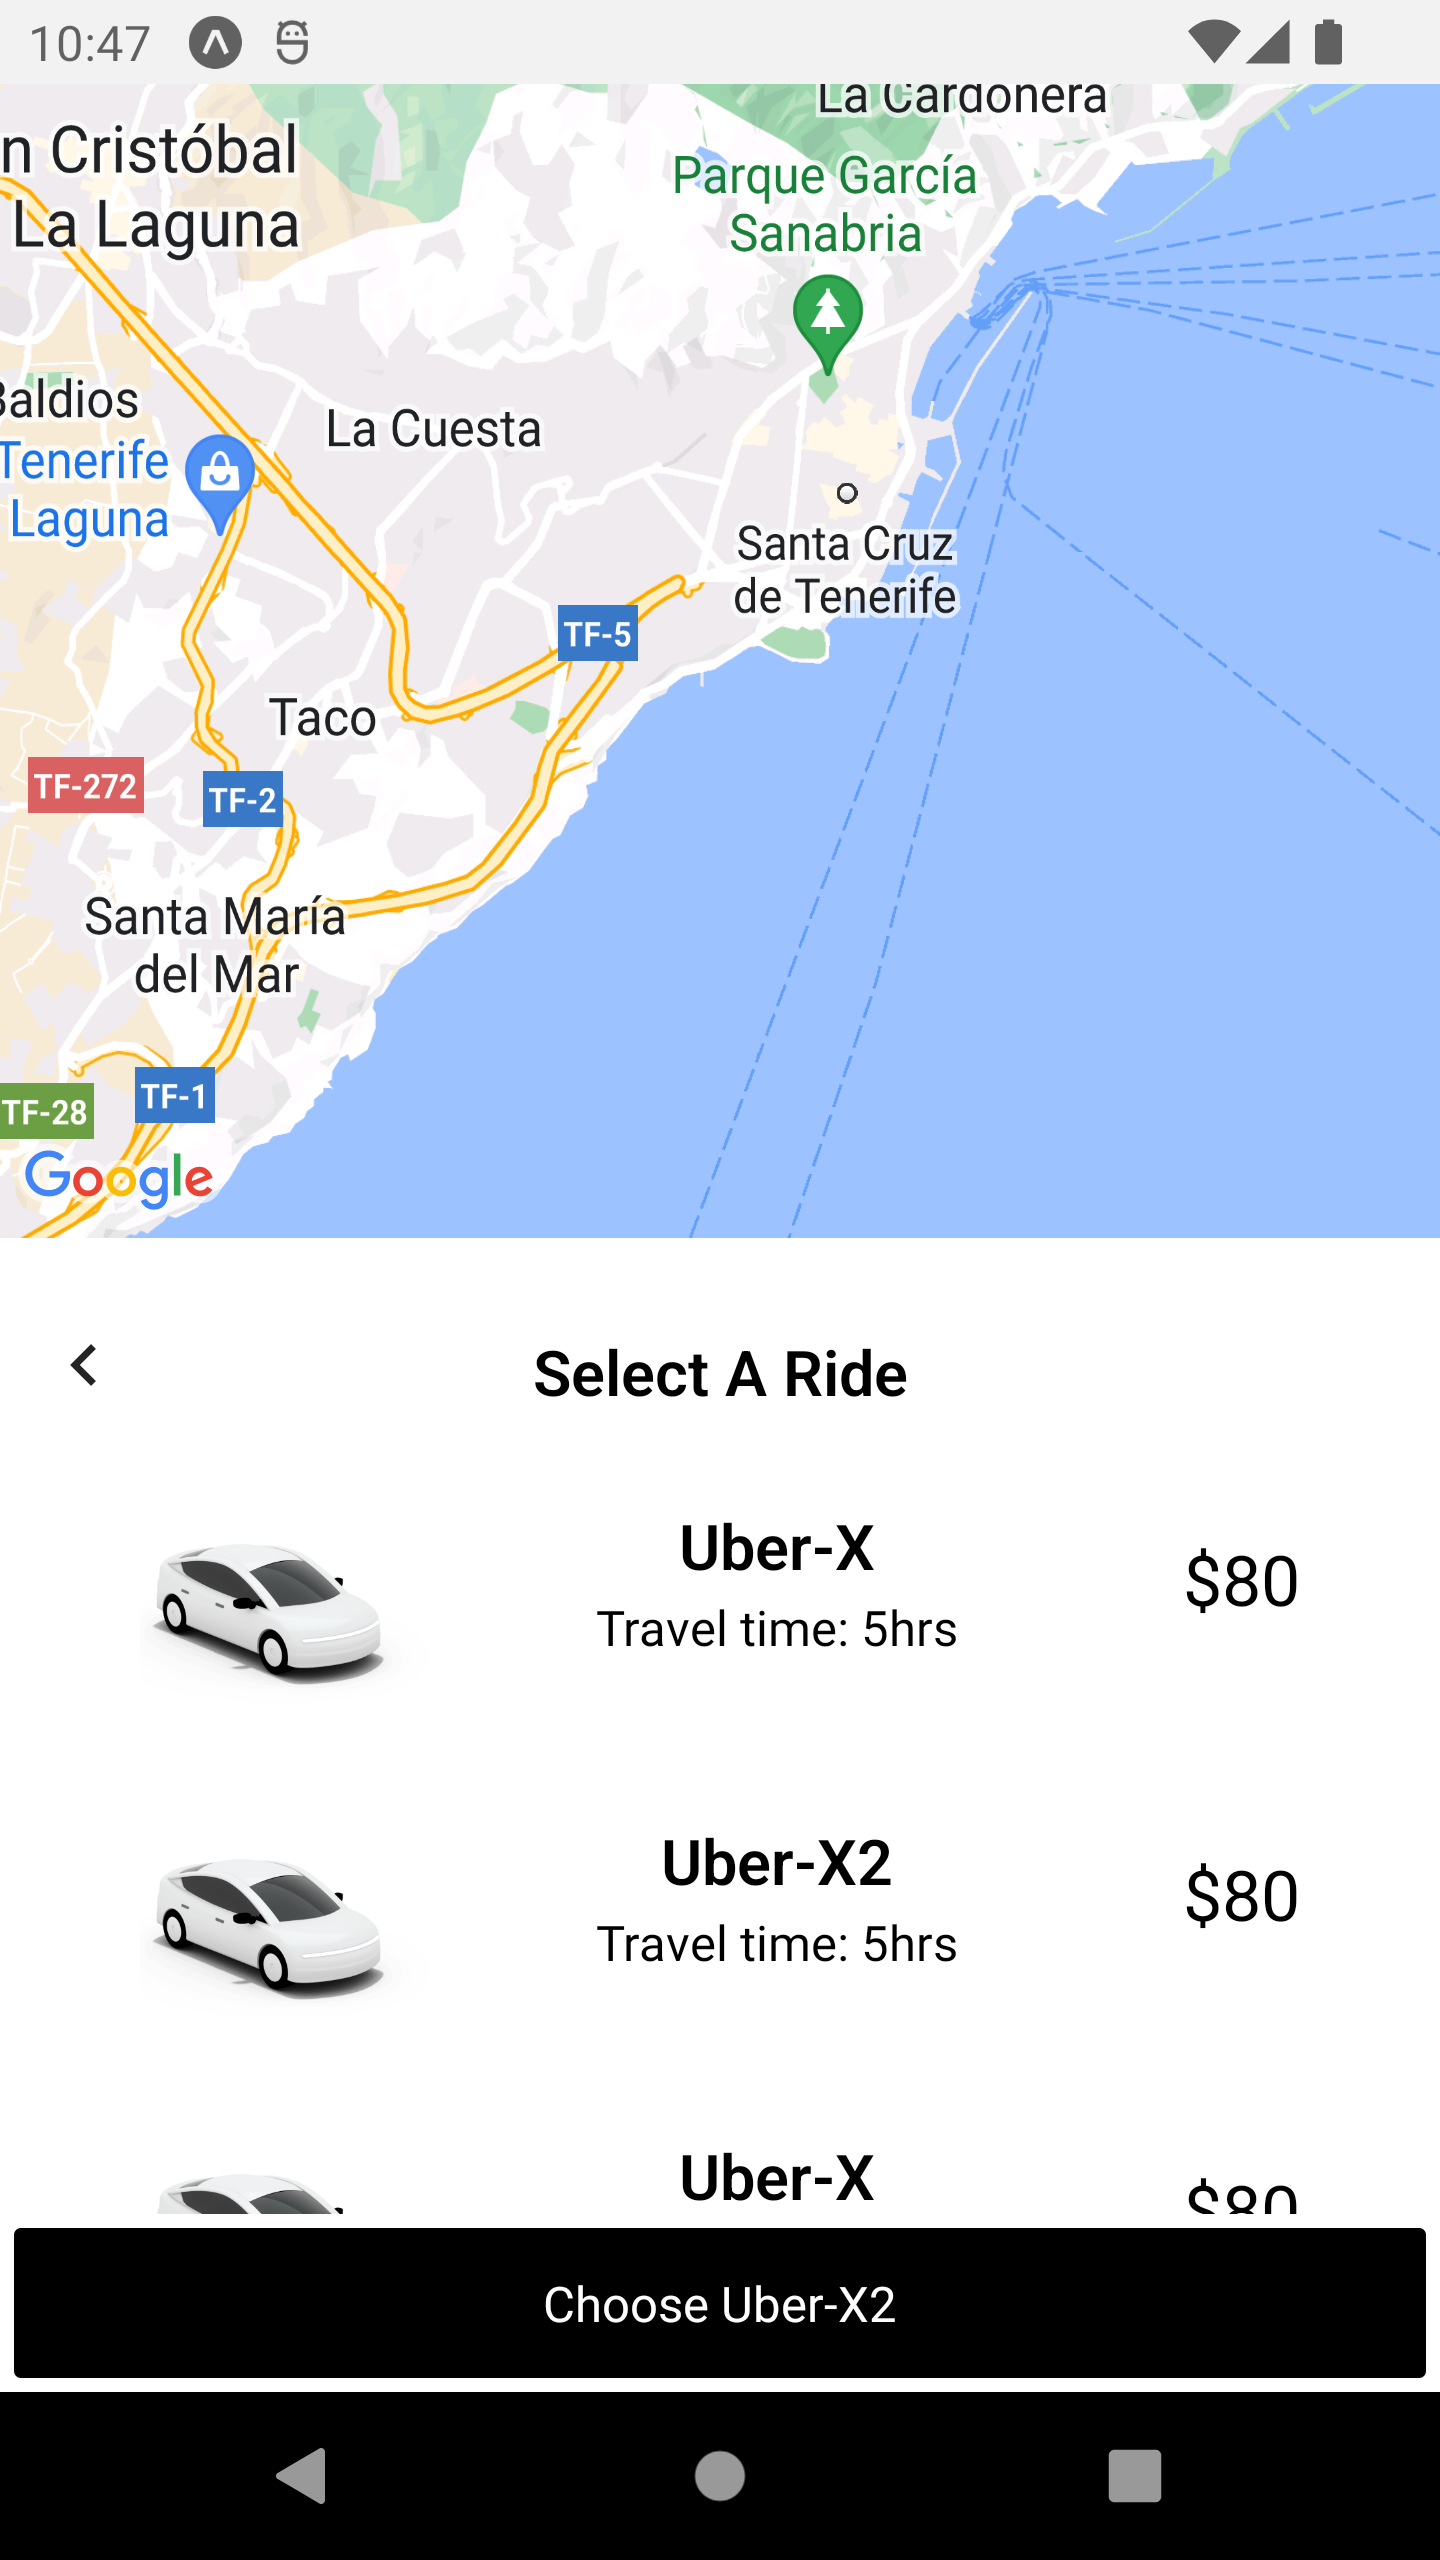 10:47
La Cardonera
n Cristóbal
La Laguna
Parque García
Sanabria
Baldios
Tenerife
Laguna
La Cuesta
Santa Cruz
de Tenerife
TF-5
Taco
TF-272
TF-2
Santa María
del Mar
TF-1
TF-28
Google
Select A Ride
Uber-X
$80
Travel time: 5hrs
Uber-X2
$80
Travel time: 5hrs
Uber-X
$80
Choose Uber-X2